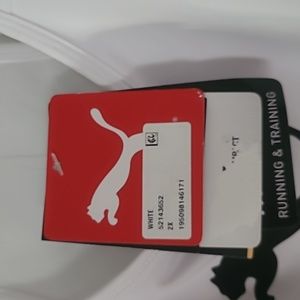 WHITE
52143652
2X
195098146171
RUNNING & TRAINING